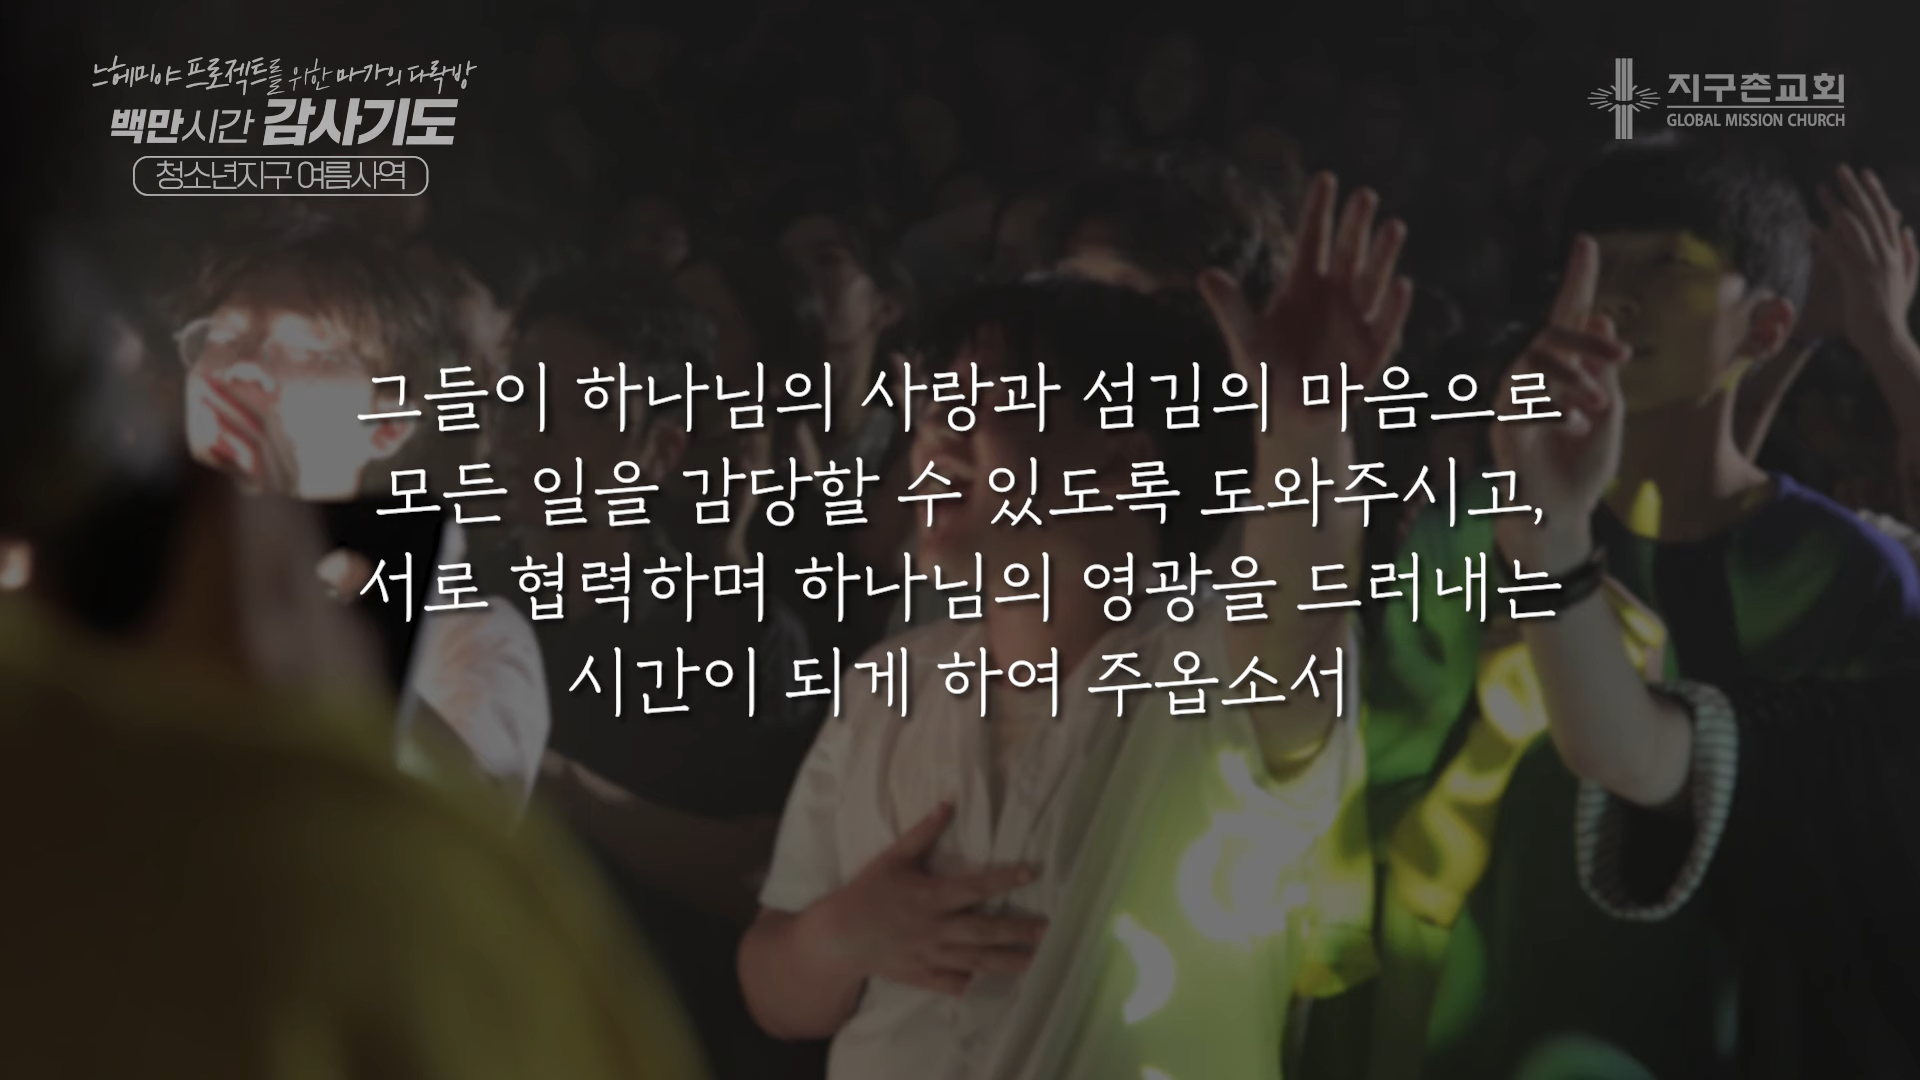 느헤미야 프로젝트를 위한 마가의 다락방
백만시간 감사기도
청소년지구 여름사역
지구촌교회
GLOBAL MISSION CHURCH
그들이 하나님의 사랑과 섬김의 마음으로
모든 일을 감당할 수 있도록 도와주시고,
서로 협력하며 하나님의 영광을 드러내는
시간이 되게 하여 주옵소서